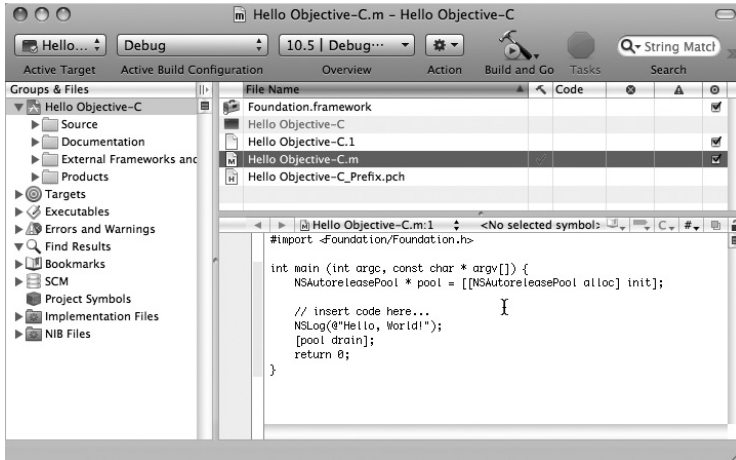 Hello Objective-C.m – Hello Objective-C
Hello... Debug 10.5 | Debug... String Matc
Active Target Active Build Configuration Overview Action Build and Go Tasks Search
Groups & Files
Hello Objective-C
Source
Documentation
External Frameworks and
Products
Targets
Executables
Errors and Warnings
Find Results
Bookmarks
SCM
Project Symbols
Implementation Files
NIB Files
File Name Code
Foundation.framework
Hello Objective-C
Hello Objective-C.1
Hello Objective-C.m
Hello Objective-C_Prefix.pch
Hello Objective-C.m:1 <No selected symbol> C #
#import <Foundation/Foundation.h>
int main (int argc, const char * argv[]) {
NSAutoreleasePool * pool = [[NSAutoreleasePool alloc] init];
// insert code here...
NSLog(@"Hello, World!");
[pool drain];
return 0;
}